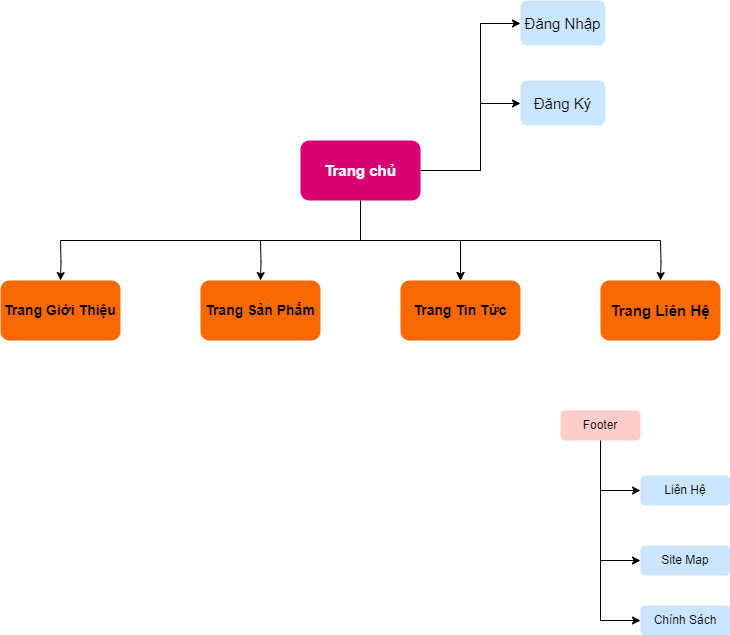 Đăng Nhập
Đăng Ký
Trang chủ
Trang Giới Thiệu
Trang Sản Phẩm
Trang Tin Tức
Trang Liên Hệ
Footer
Liên Hệ
Site Map
Chính Sách